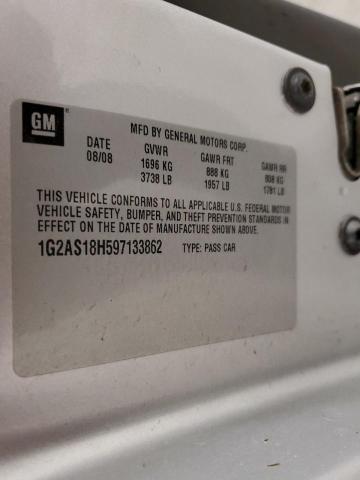 GM ®
MFD BY GENERAL MOTORS CORP.
DATE GVWR GAWR FRT GAWR RR
08/08 1696 KG 888 KG 808 KG
3738 LB 1957 LB 1781 LB
THIS VEHICLE CONFORMS TO ALL APPLICABLE U.S. FEDERAL MOTOR
VEHICLE SAFETY, BUMPER, AND THEFT PREVENTION STANDARDS
IN EFFECT ON THE DATE OF MANUFACTURE SHOWN ABOVE.
1G2AS18H597133862 TYPE: PASS CAR